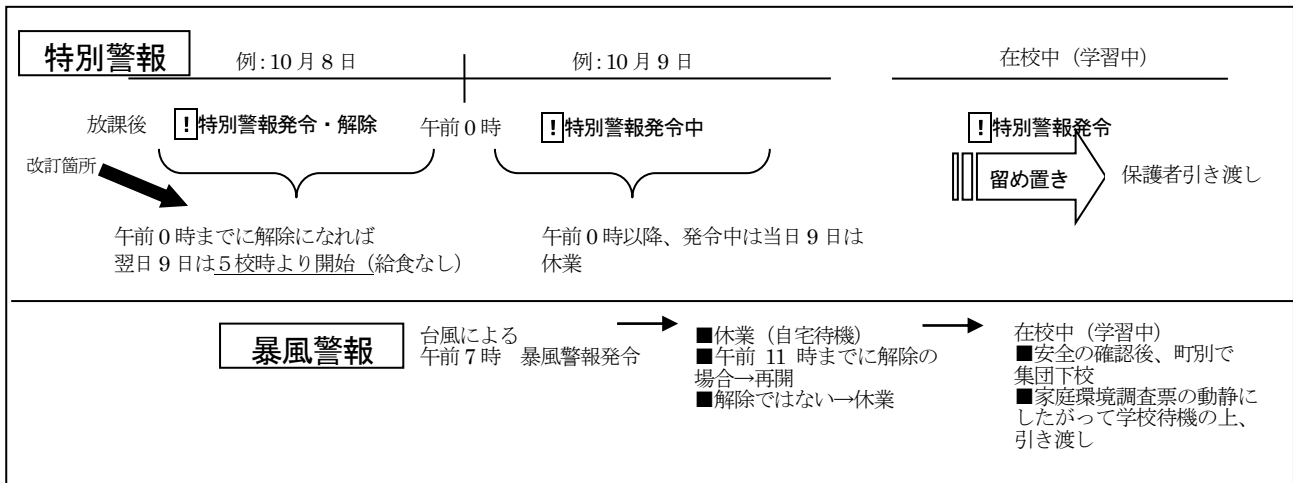 特別警報
例:10月8日
例:10月9日
在校中（学習中）
放課後
!特別警報発令・解除
午前0時
!特別警報発令中
!特別警報発令
改訂箇所
留め置き
保護者引き渡し
午前0時までに解除になれば
翌日9日は５校時より開始（給食なし）
午前0時以降、発令中は当日9日は
休業
暴風警報
台風による
午前7時　暴風警報発令
■休業（自宅待機）
■午前 11 時までに解除の
場合→再開
■解除ではない→休業
在校中（学習中）
■安全の確認後、町別で
集団下校
■家庭環境調査票の動静に
したがって学校待機の上、
引き渡し